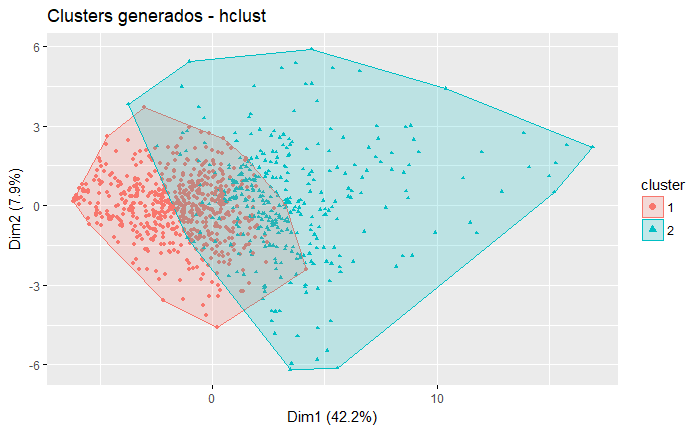 Clusters generados - hclust
6
3
0
-3
-6
Dim2 (7.9%)
0
10
Dim1 (42.2%)
cluster
1
2